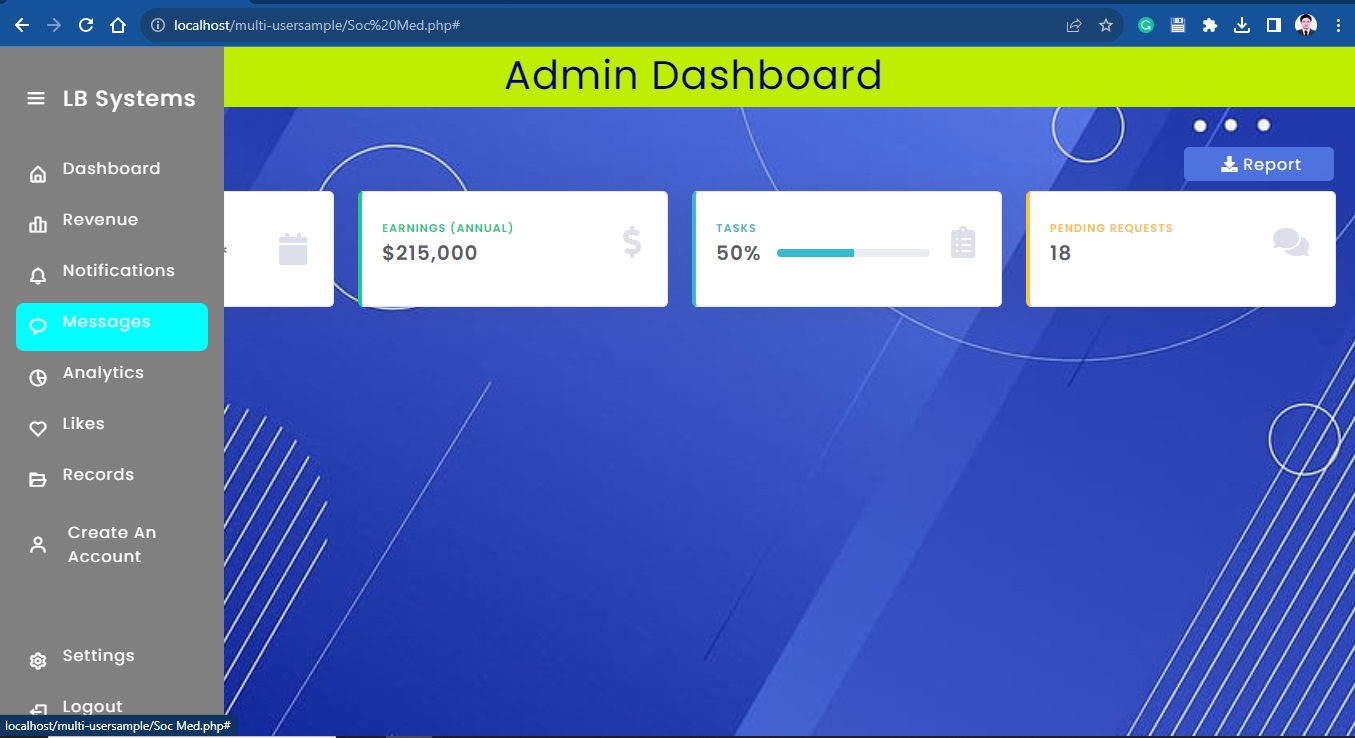 localhost/multi-usersample/Soc%20Med.php#
LB Systems
Admin Dashboard
Dashboard
Revenue
Notifications
Messages
Analytics
Likes
Records
Create An
Account
Settings
Logout
Report
EARNINGS (ANNUAL)
$215,000
TASKS
50%
PENDING REQUESTS
18
localhost/multi-usersample/Soc Med.php#